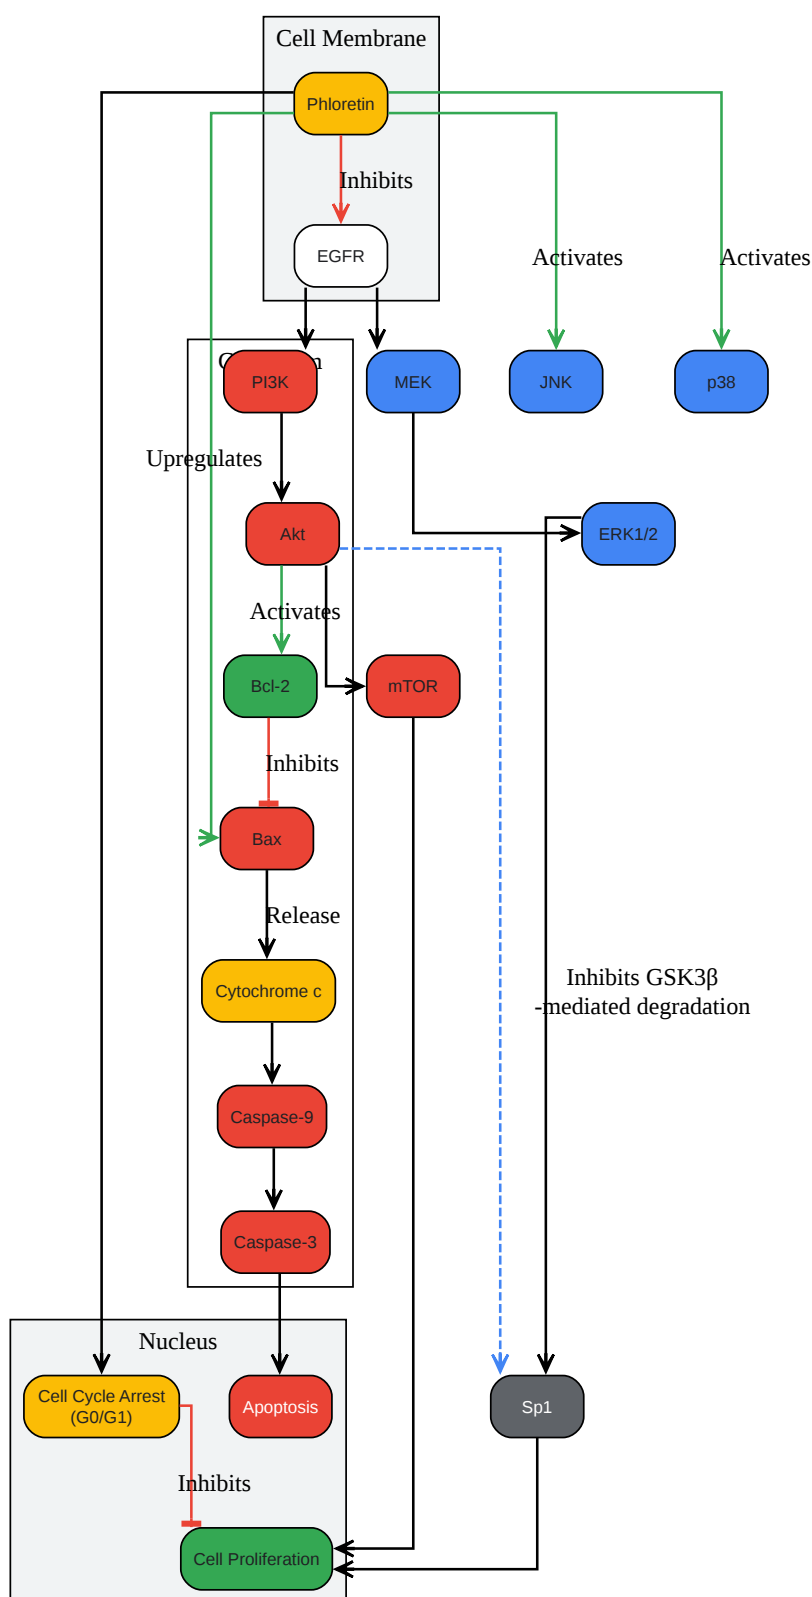 Cell Membrane
Phloretin
Inhibits
EGFR
Activates
Activates
PI3K
MEK
JNK
p38
Upregulates
Akt
ERK1/2
Activates
Bcl-2
mTOR
Inhibits
Bax
Release
Inhibits GSK3β
-mediated degradation
Cytochrome c
Caspase-9
Caspase-3
Nucleus
Cell Cycle Arrest
(G0/G1)
Apoptosis
Sp1
Inhibits
Cell Proliferation